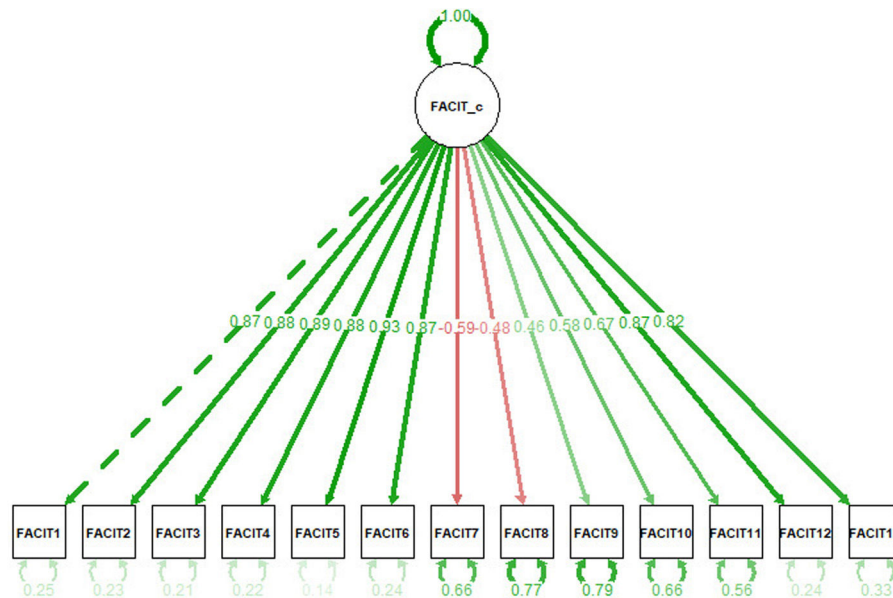 1.00
FACIT_c
0.87 0.88 0.89 0.88 0.93 0.87 -0.59 -0.48 0.46 0.58 0.67 0.87 0.82
FACIT1 FACIT2 FACIT3 FACIT4 FACIT5 FACIT6 FACIT7 FACIT8 FACIT9 FACIT10 FACIT11 FACIT12 FACIT1
0.25 0.23 0.21 0.22 0.14 0.24 0.66 0.77 0.79 0.66 0.56 0.24 0.32